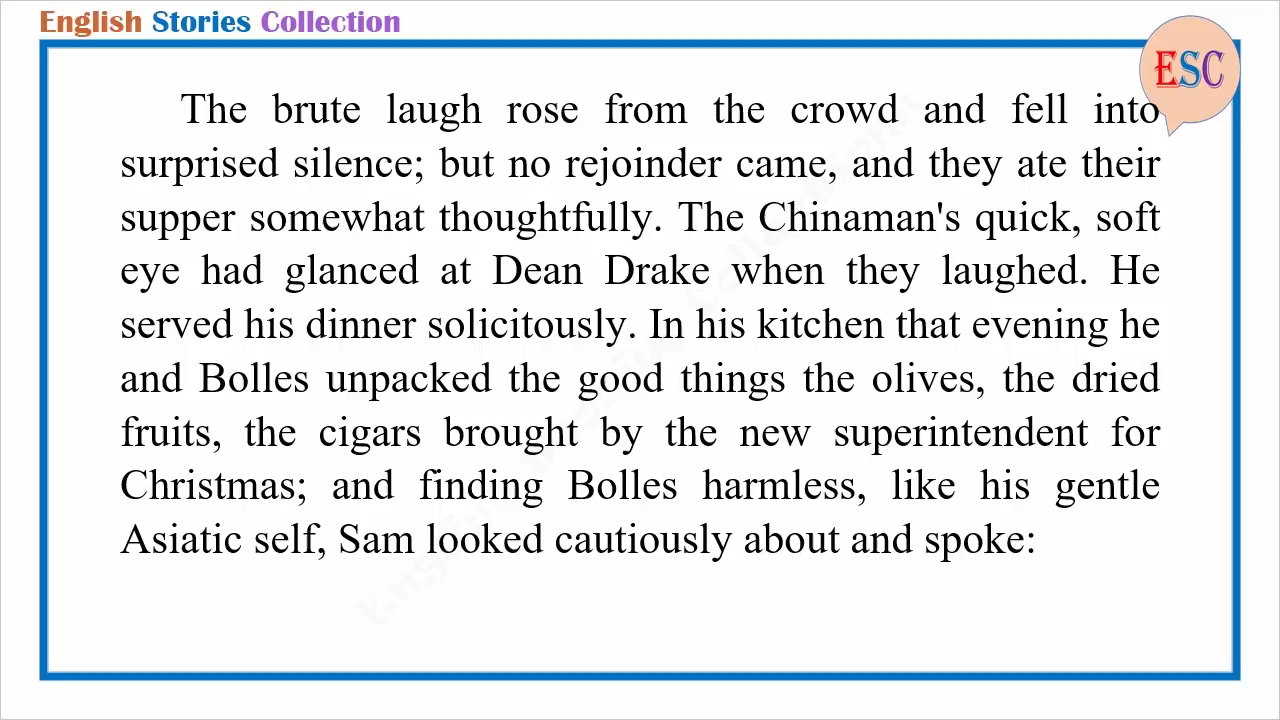 English Stories Collection
ESC
The brute laugh rose from the crowd and fell into
surprised silence; but no rejoinder came, and they ate their
supper somewhat thoughtfully. The Chinaman's quick, soft
eye had glanced at Dean Drake when they laughed. He
served his dinner solicitously. In his kitchen that evening he
and Bolles unpacked the good things the olives, the dried
fruits, the cigars brought by the new superintendent for
Christmas; and finding Bolles harmless, like his gentle
Asiatic self, Sam looked cautiously about and spoke: